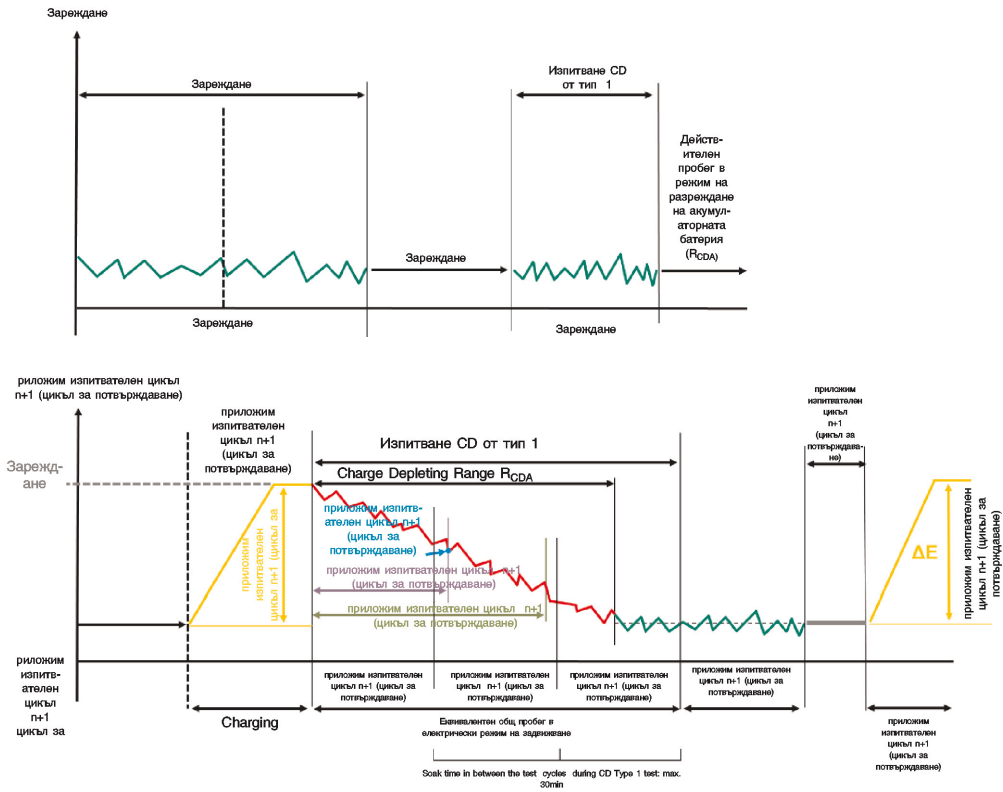 Зареждане
Зареждане
Изпитване CD
от тип 1
Действ-
ителен
пробег в
режим на
разреждане
на акумул-
аторната
батерия
(RCDA)
Зареждане
Зареждане
Зареждане
риложим изпитвателен цикъл
n+1 (цикъл за потвърждаване)
приложим
изпитвателен
цикъл n+1
(цикъл за
потвърждаване)
Зарежд-
ане
Изпитване CD от тип 1
Charge Depleting Range RCDA
приложим
изпитвателен
цикъл
n+1
(цикъл за
потвърждава-
не)
приложим
изпитвателен
цикъл n+1 (цикъл за
приложим изпитв-
ателен цикъл n+1
(цикъл за
потвърждаване)
приложим изпитвателен цикъл n+1
(цикъл за потвърждаване)
приложим изпитвателен цикъл n+1
(цикъл за потвърждаване)
ΔE
приложим изпитвателен
цикъл n+1 (цикъл за
потвърждаване)
риложим
изпитв-
ателен
цикъл
n+1
цикъл за
приложим изпитвателен
цикъл n+1 (цикъл за
потвърждаване)
приложим изпитвателен
цикъл n+1 (цикъл за
потвърждаване)
приложим изпитвателен
цикъл n+1 (цикъл за
потвърждаване)
приложим изпитвателен
цикъл n+1 (цикъл за
потвърждаване)
Charging
Еквивалентен общ пробег в
електрически режим на задвижване
приложим
изпитвателен
цикъл n+1
(цикъл за
потвърждаване)
Soak time in between the test cycles during CD Type 1 test: max.
30min